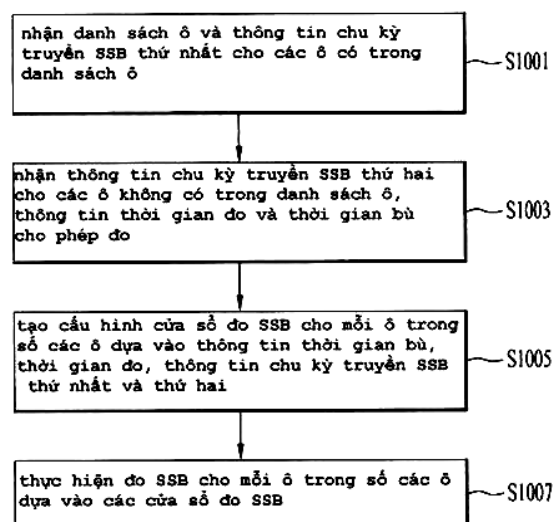 nhận danh sách ô và thông tin chu kỳ
truyền SSB thứ nhất cho các ô có trong
danh sách ô
S1001
nhận thông tin chu kỳ truyền SSB thứ hai
cho các ô không có trong danh sách ô,
thông tin thời gian đo và thời gian bù
cho phép đo
S1003
tạo cấu hình cửa sổ đo SSB cho mỗi ô trong
số các ô dựa vào thông tin thời gian bù,
thời gian đo, thông tin chu kỳ truyền SSB
thứ nhất và thứ hai
S1005
thực hiện đo SSB cho mỗi ô trong số các ô
dựa vào các cửa sổ đo SSB
S1007